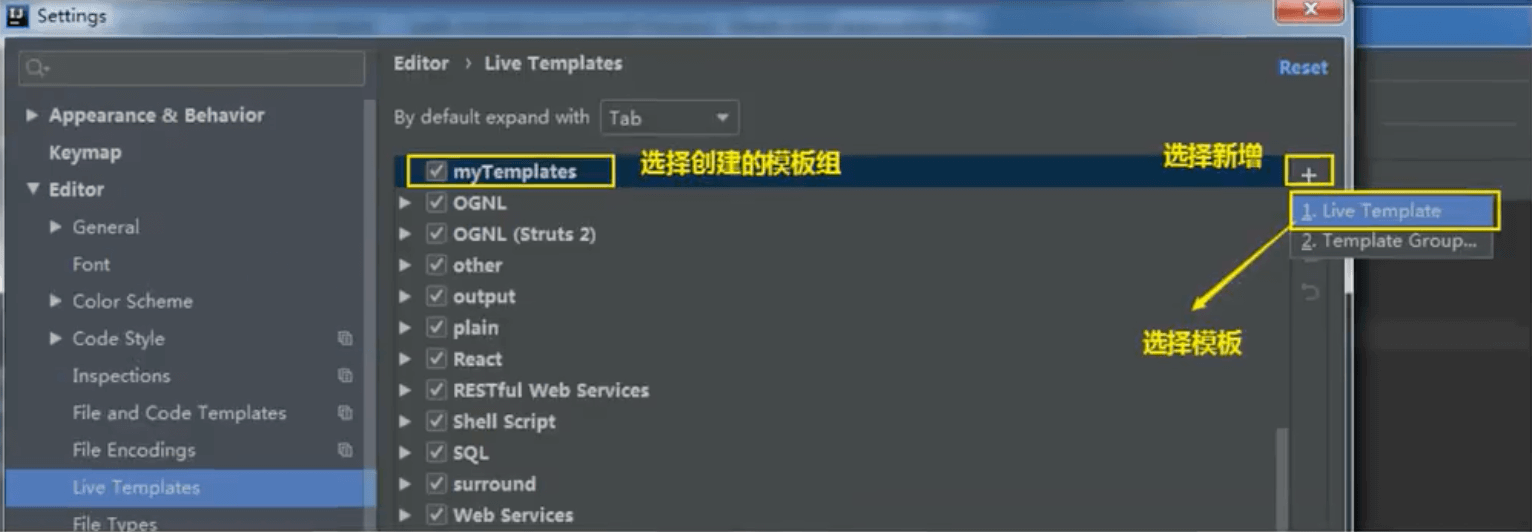 Settings
Editor › Live Templates
Reset
By default expand with Tab
Appearance & Behavior
Keymap
Editor
General
Font
Color Scheme
Code Style
Inspections
File and Code Templates
File Encodings
Live Templates
File Types
myTemplates
选择创建的模板组
选择新增
OGNL
OGNL (Struts 2)
other
output
plain
React
RESTful Web Services
Shell Script
SQL
surround
Web Services
1. Live Template
2. Template Group...
选择模板